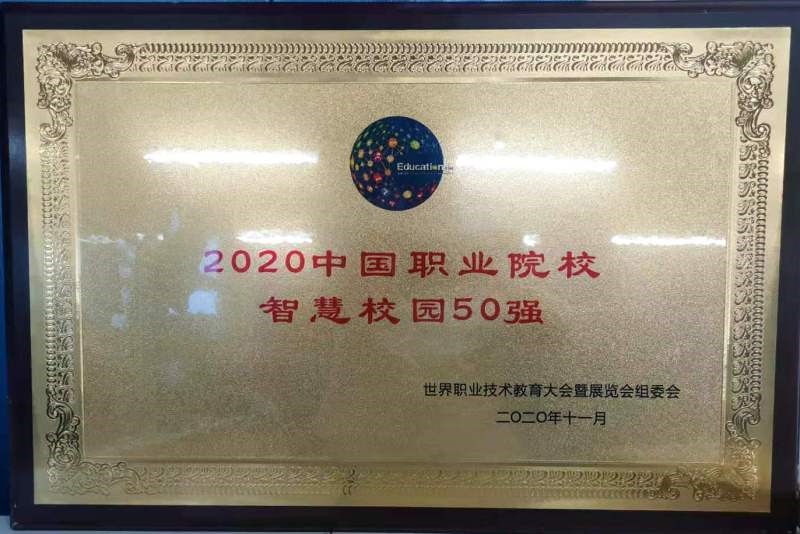 Education
2020中国职业院校
智慧校园50强
世界职业技术教育大会暨展览会组委会
二〇二〇年十一月